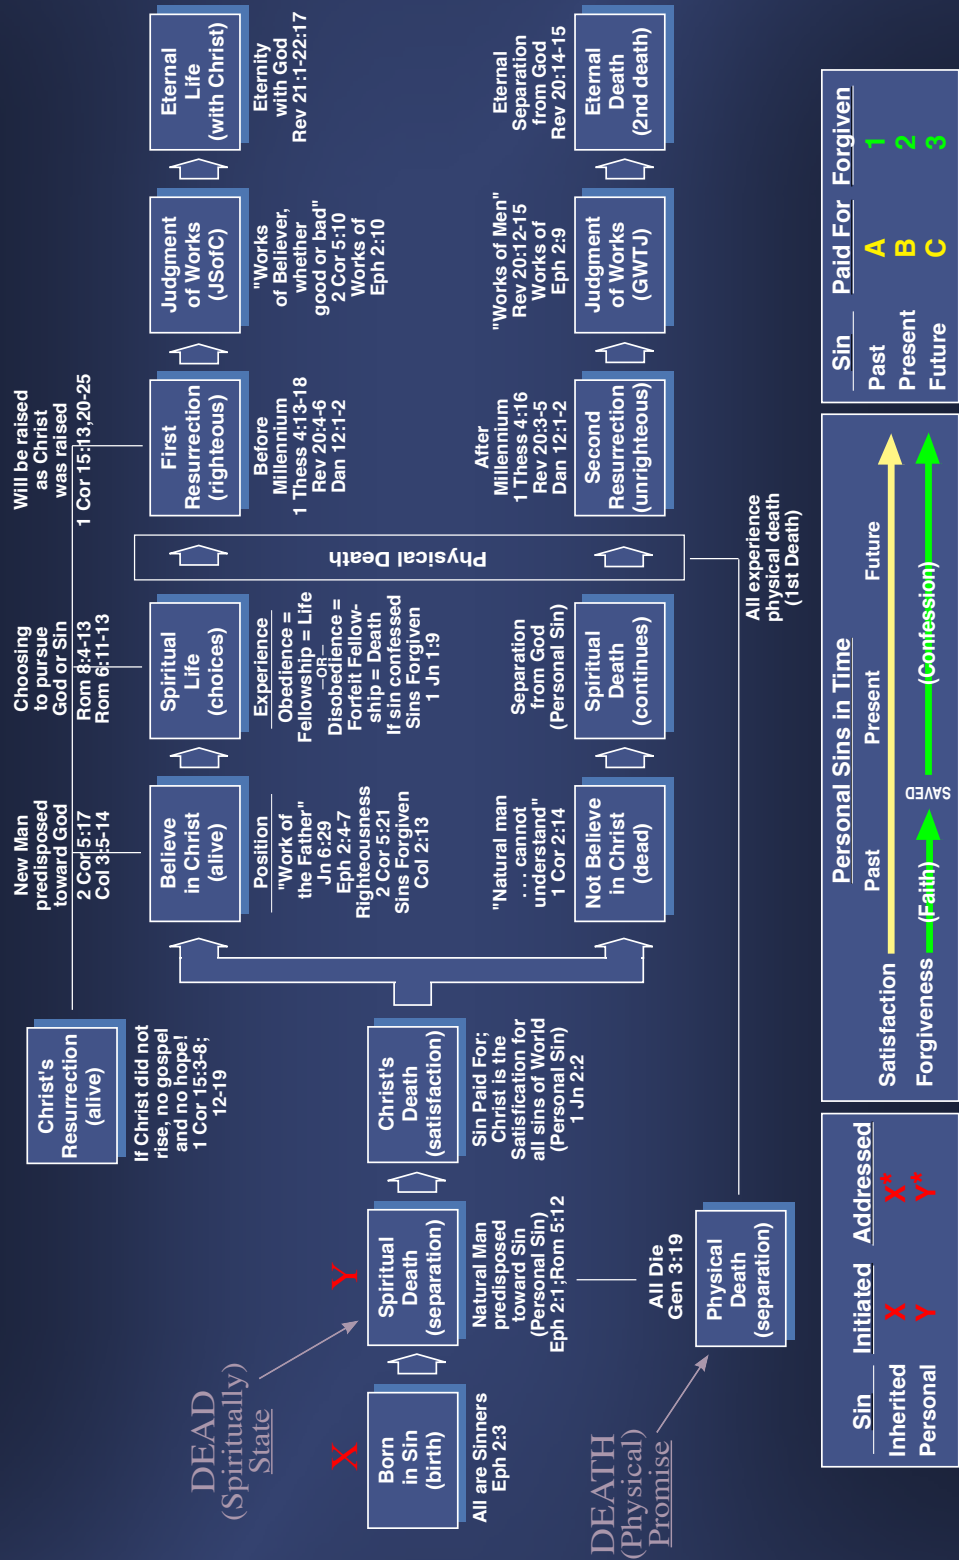 Christ's
Resurrection
(alive)
If Christ did not
rise, no gospel
and no hope!
1 Cor 15:3-8;
12-19
New Man
predisposed
toward God
2 Cor 5:17
Col 3:5-14
Choosing
to pursue
God or Sin
Rom 8:4-13
Rom 6:11-13
Will be raised
as Christ
was raised
1 Cor 15:13,20-25
Believe
in Christ
(alive)
Position
"Work of
the Father"
Jn 6:29
Eph 2:4-7
Righteousness
2 Cor 5:21
Sins Forgiven
Col 2:13
Spiritual
Life
(choices)
Experience
Obedience =
Fellowship = Life
—OR—
Disobedience =
Forfeit Fellow-
ship = Death
If sin confessed
Sins Forgiven
1 Jn 1:9
Physical Death
First
Resurrection
(righteous)
Before
Millennium
1 Thess 4:13-18
Rev 20:4-6
Dan 12:1-2
Judgment
of Works
(JSofC)
"Works
of Believer,
whether
good or bad"
2 Cor 5:10
Works of
Eph 2:10
Eternal
Life
(with Christ)
Eternity
with God
Rev 21:1-22:17
DEAD
(Spiritually)
State
X
Born
in Sin
(birth)
All are Sinners
Eph 2:3
Y
Spiritual
Death
(separation)
Natural Man
predisposed
toward Sin
(Personal Sin)
Eph 2:1;Rom 5:12
Christ's
Death
(satisfaction)
Sin Paid For;
Christ is the
Satisfication for
all sins of World
(Personal Sin)
1 Jn 2:2
Not Believe
in Christ
(dead)
"Natural man
. . . cannot
understand"
1 Cor 2:14
Spiritual
Death
(continues)
Separation
from God
(Personal Sin)
Second
Resurrection
(unrighteous)
After
Millennium
1 Thess 4:16
Rev 20:3-5
Dan 12:1-2
Judgment
of Works
(GWTJ)
"Works of Men"
Rev 20:12-15
Works of
Eph 2:9
Eternal
Death
(2nd death)
Eternal
Separation
from God
Rev 20:14-15
DEATH
(Physical)
Promise
All Die
Gen 3:19
Physical
Death
(separation)
All experience
physical death
(1st Death)
Sin Initiated Addressed
Inherited X X*
Personal Y Y*
Personal Sins in Time
Past Present Future
Satisfaction
SAVED
Forgiveness (Faith) (Confession)
Sin Paid For Forgiven
Past A 1
Present B 2
Future C 3